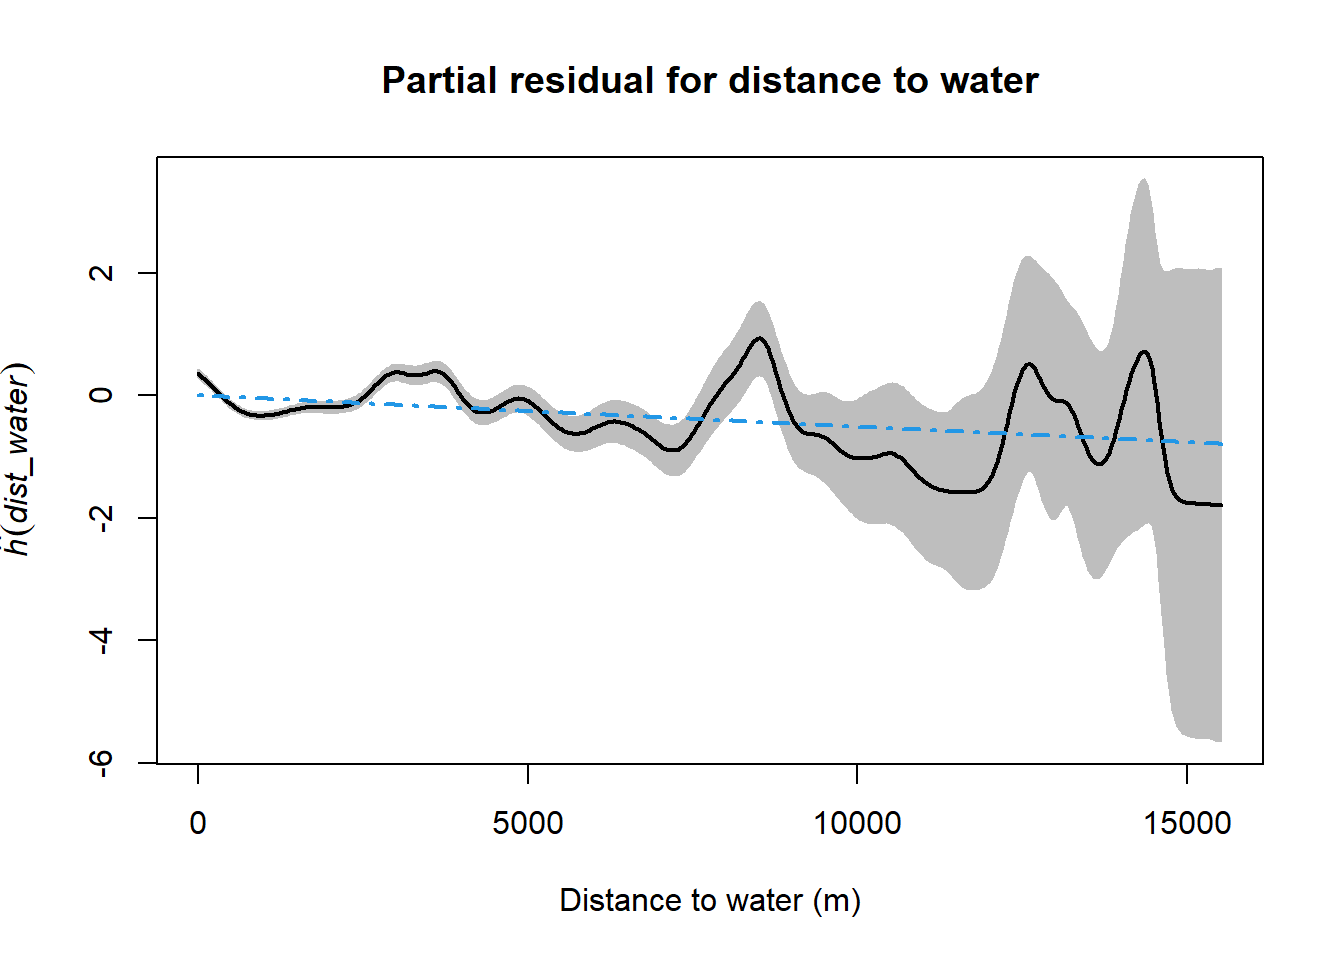 Partial residual for distance to water
h(dist_water)
2
0
-2
-4
-6
0 5000 10000 15000
Distance to water (m)